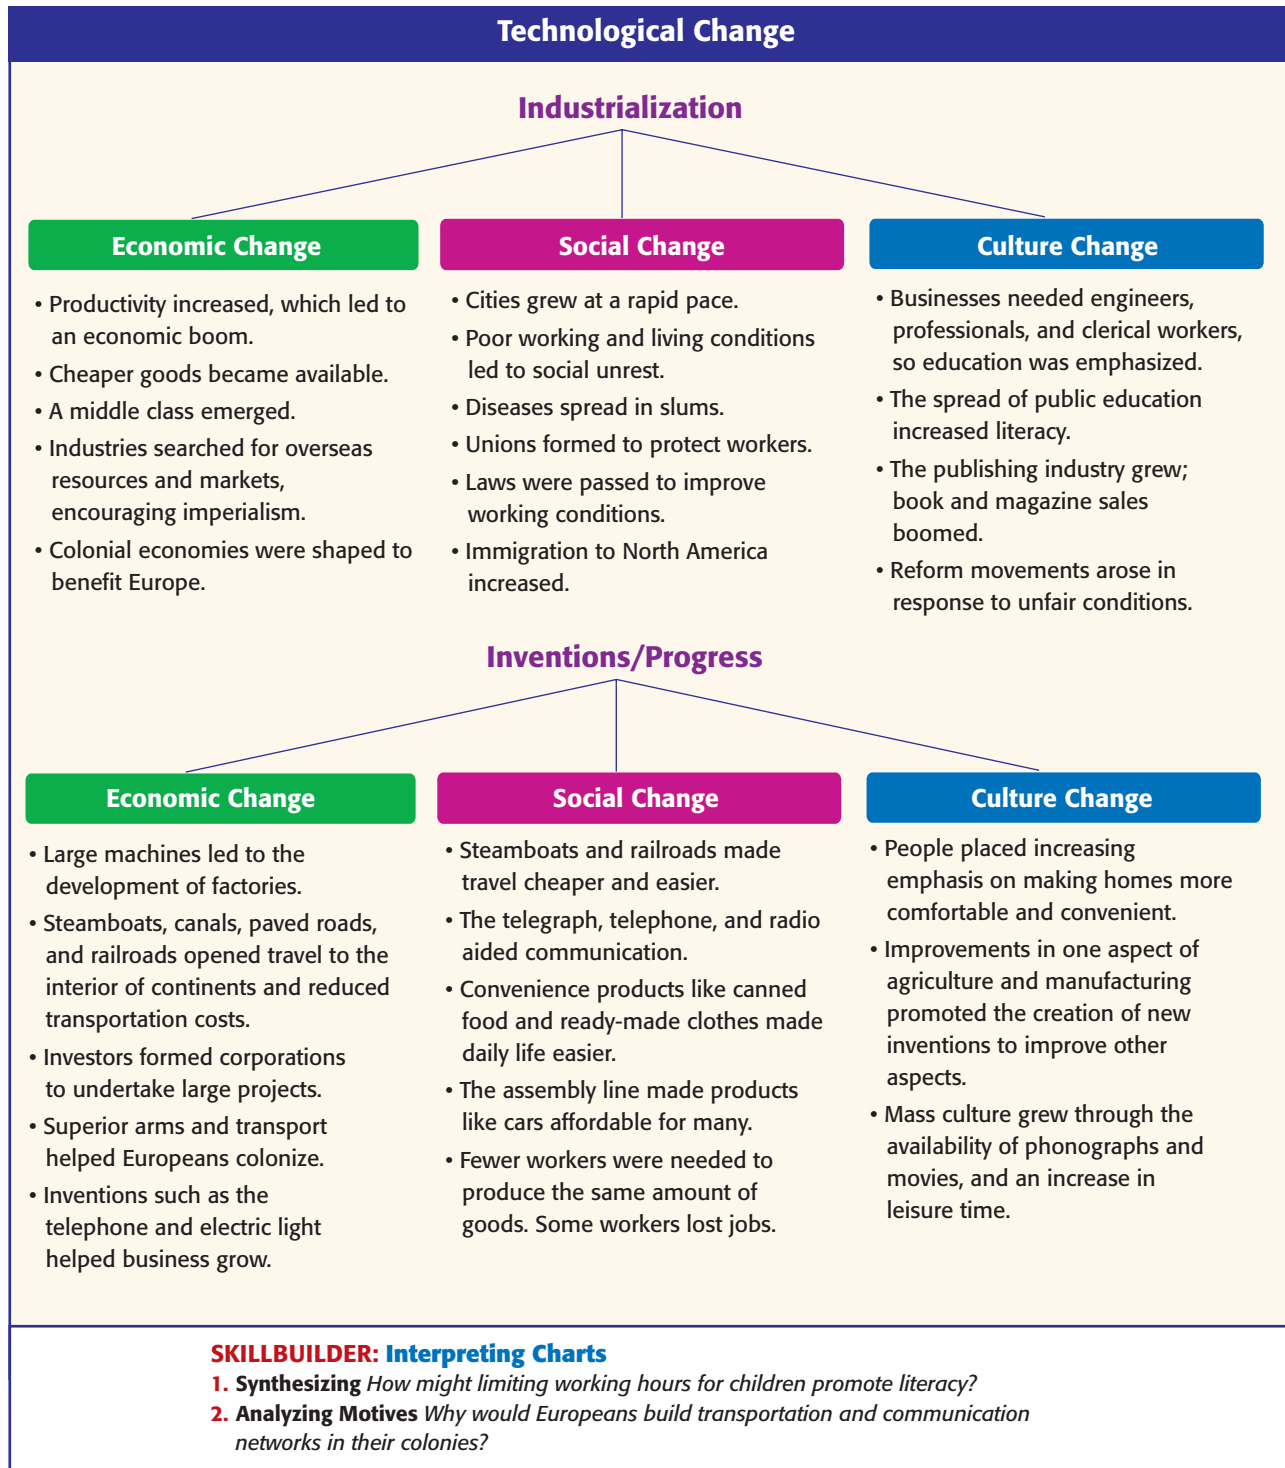 Technological Change
Industrialization
Economic Change
• Productivity increased, which led to
an economic boom.
• Cheaper goods became available.
• A middle class emerged.
• Industries searched for overseas
resources and markets,
encouraging imperialism.
• Colonial economies were shaped to
benefit Europe.
Social Change
• Cities grew at a rapid pace.
• Poor working and living conditions
led to social unrest.
• Diseases spread in slums.
• Unions formed to protect workers.
• Laws were passed to improve
working conditions.
• Immigration to North America
increased.
Culture Change
• Businesses needed engineers,
professionals, and clerical workers,
so education was emphasized.
• The spread of public education
increased literacy.
• The publishing industry grew;
book and magazine sales
boomed.
• Reform movements arose in
response to unfair conditions.
Inventions/Progress
Economic Change
• Large machines led to the
development of factories.
• Steamboats, canals, paved roads,
and railroads opened travel to the
interior of continents and reduced
transportation costs.
• Investors formed corporations
to undertake large projects.
• Superior arms and transport
helped Europeans colonize.
• Inventions such as the
telephone and electric light
helped business grow.
Social Change
• Steamboats and railroads made
travel cheaper and easier.
• The telegraph, telephone, and radio
aided communication.
• Convenience products like canned
food and ready-made clothes made
daily life easier.
• The assembly line made products
like cars affordable for many.
• Fewer workers were needed to
produce the same amount of
goods. Some workers lost jobs.
Culture Change
• People placed increasing
emphasis on making homes more
comfortable and convenient.
• Improvements in one aspect of
agriculture and manufacturing
promoted the creation of new
inventions to improve other
aspects.
• Mass culture grew through the
availability of phonographs and
movies, and an increase in
leisure time.
SKILLBUILDER: Interpreting Charts
1. Synthesizing How might limiting working hours for children promote literacy?
2. Analyzing Motives Why would Europeans build transportation and communication
networks in their colonies?